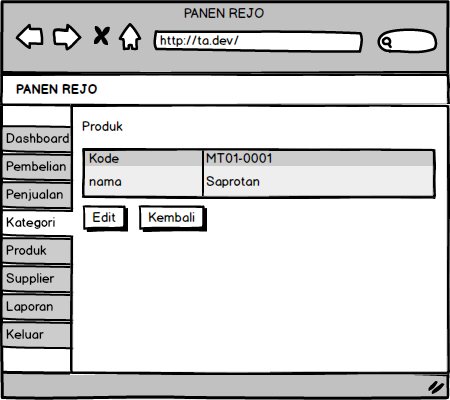 PANEN REJO
http://ta.dev/
PANEN REJO
Dashboard
Pembelian
Penjualan
Kategori
Produk
Supplier
Laporan
Keluar
Produk
Kode MT01-0001
nama Saprotan
Edit Kembali